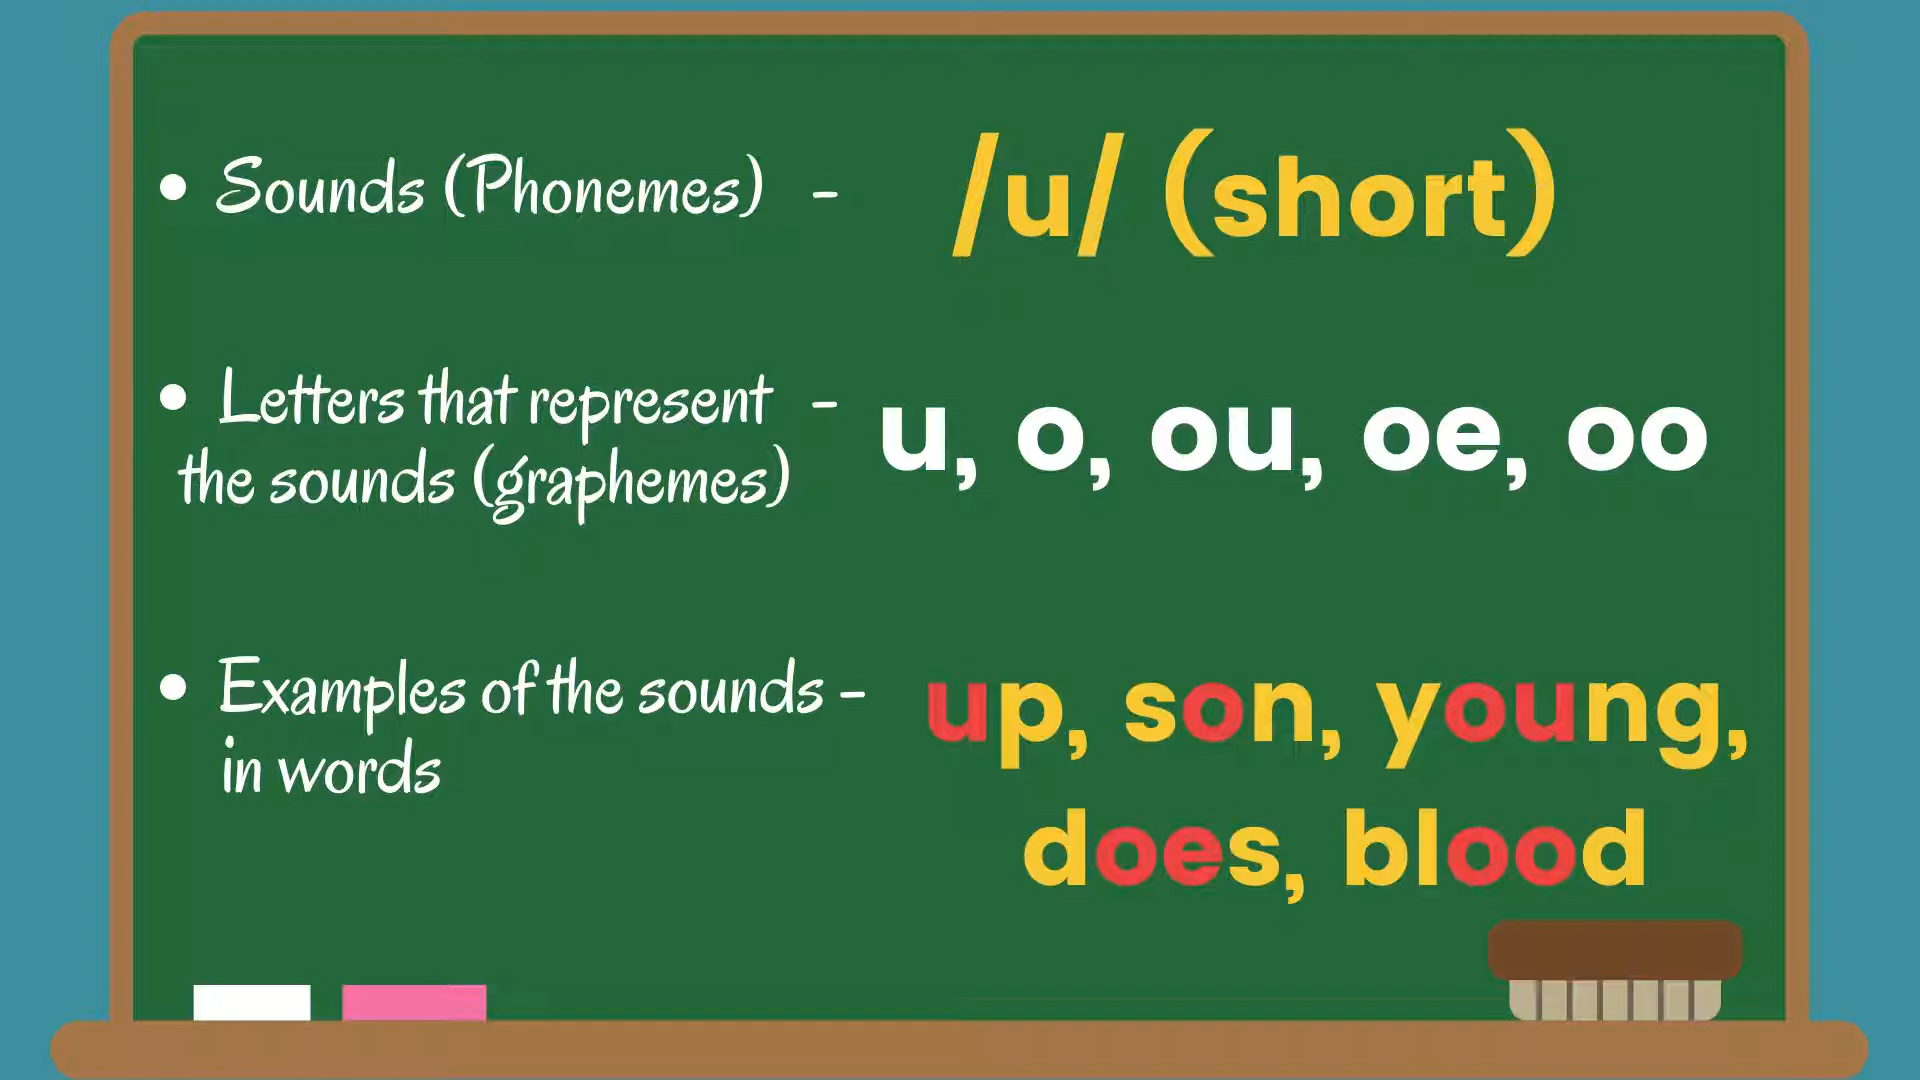 • Sounds (Phonemes) - /u/ (short)
• Letters that represent - u, o, ou, oe, oo
the sounds (graphemes)
• Examples of the sounds - up, son, young,
in words
does, blood